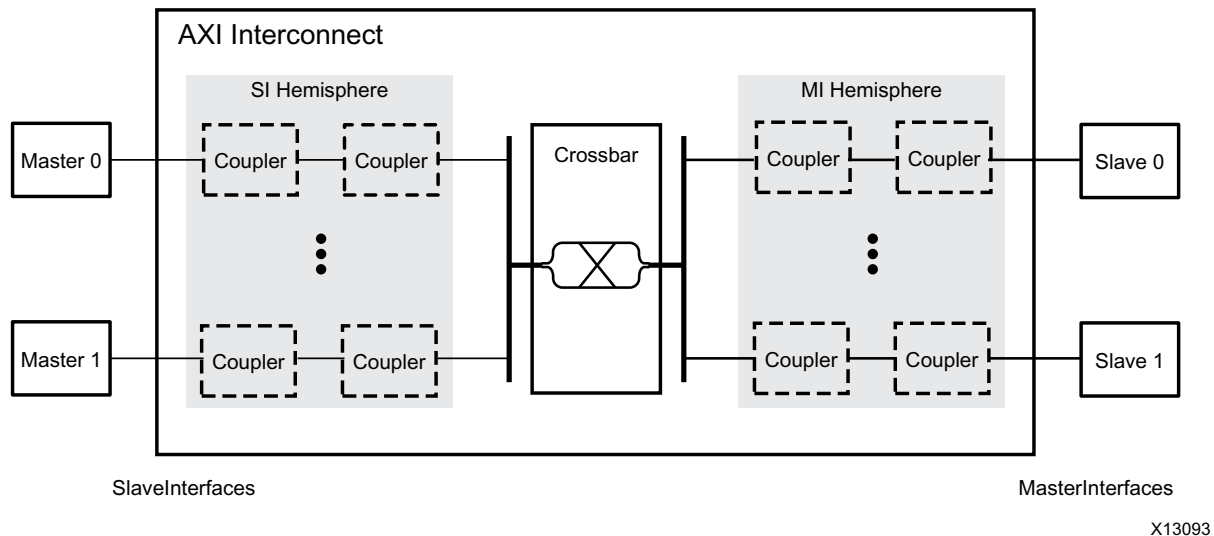 AXI Interconnect
SI Hemisphere
MI Hemisphere
Master 0
Coupler
Coupler
Crossbar
Coupler
Coupler
Slave 0
Master 1
Coupler
Coupler
Coupler
Coupler
Slave 1
SlaveInterfaces
MasterInterfaces
X13093